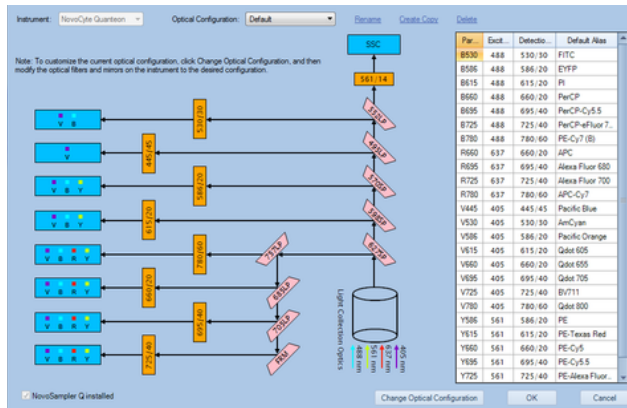 Instrument: NovoCyte Quanteon Optical Configuration: Default Rename Create Copy Delete
Note: To customize the current optical configuration, click Change Optical Configuration, and then
modify the optical filters and mirrors on the instrument to the desired configuration.
SSC
561/14
552LP
530/30
V B
495LP
445/45
V
570SP
586/20
V B Y
595SP
615/20
V B Y
625SP
757LP
780/60
V B R Y
685LP
660/20
V B R Y
705LP
695/40
V B R Y
FRM
725/40
V B R Y
Light Collection Optics
488 nm
561 nm
637 nm
405 nm
Par... Excit... Detectio... Default Alias
B530 488 530/30 FITC
B586 488 586/20 EYFP
B615 488 615/20 PI
B660 488 660/20 PerCP
B695 488 695/40 PerCP-Cy5.5
B725 488 725/40 PerCP-eFluor 7..
B780 488 780/60 PE-Cy7 (B)
R660 637 660/20 APC
R695 637 695/40 Alexa Fluor 680
R725 637 725/40 Alexa Fluor 700
R780 637 780/60 APC-Cy7
V445 405 445/45 Pacific Blue
V530 405 530/30 AmCyan
V586 405 586/20 Pacific Orange
V615 405 615/20 Qdot 605
V660 405 660/20 Qdot 655
V695 405 695/40 Qdot 705
V725 405 725/40 BV711
V780 405 780/60 Qdot 800
Y586 561 586/20 PE
Y615 561 615/20 PE-Texas Red
Y660 561 660/20 PE-Cy5
Y695 561 695/40 PE-Cy5.5
Y725 561 725/40 PE-Alexa Fluor...
NovoSampler Q installed
Change Optical Configuration OK Cancel